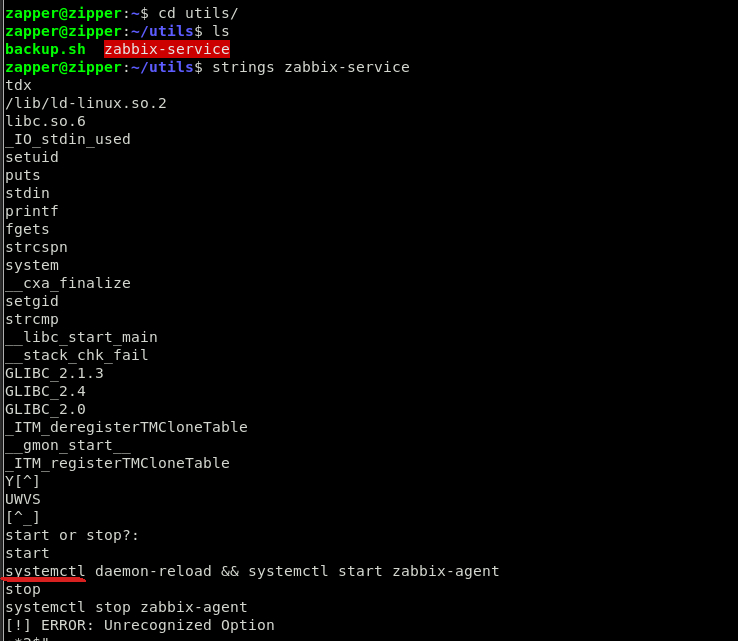 zapper@zipper:~$ cd utils/
zapper@zipper:~/utils$ ls
backup.sh  zabbix-service
zapper@zipper:~/utils$ strings zabbix-service
tdx
/lib/ld-linux.so.2
libc.so.6
_IO_stdin_used
setuid
puts
stdin
printf
fgets
strcspn
system
__cxa_finalize
setgid
strcmp
__libc_start_main
__stack_chk_fail
GLIBC_2.1.3
GLIBC_2.4
GLIBC_2.0
_ITM_deregisterTMCloneTable
__gmon_start__
_ITM_registerTMCloneTable
Y[^]
UWVS
[^_]
start or stop?:
start
systemctl daemon-reload && systemctl start zabbix-agent
stop
systemctl stop zabbix-agent
[!] ERROR: Unrecognized Option